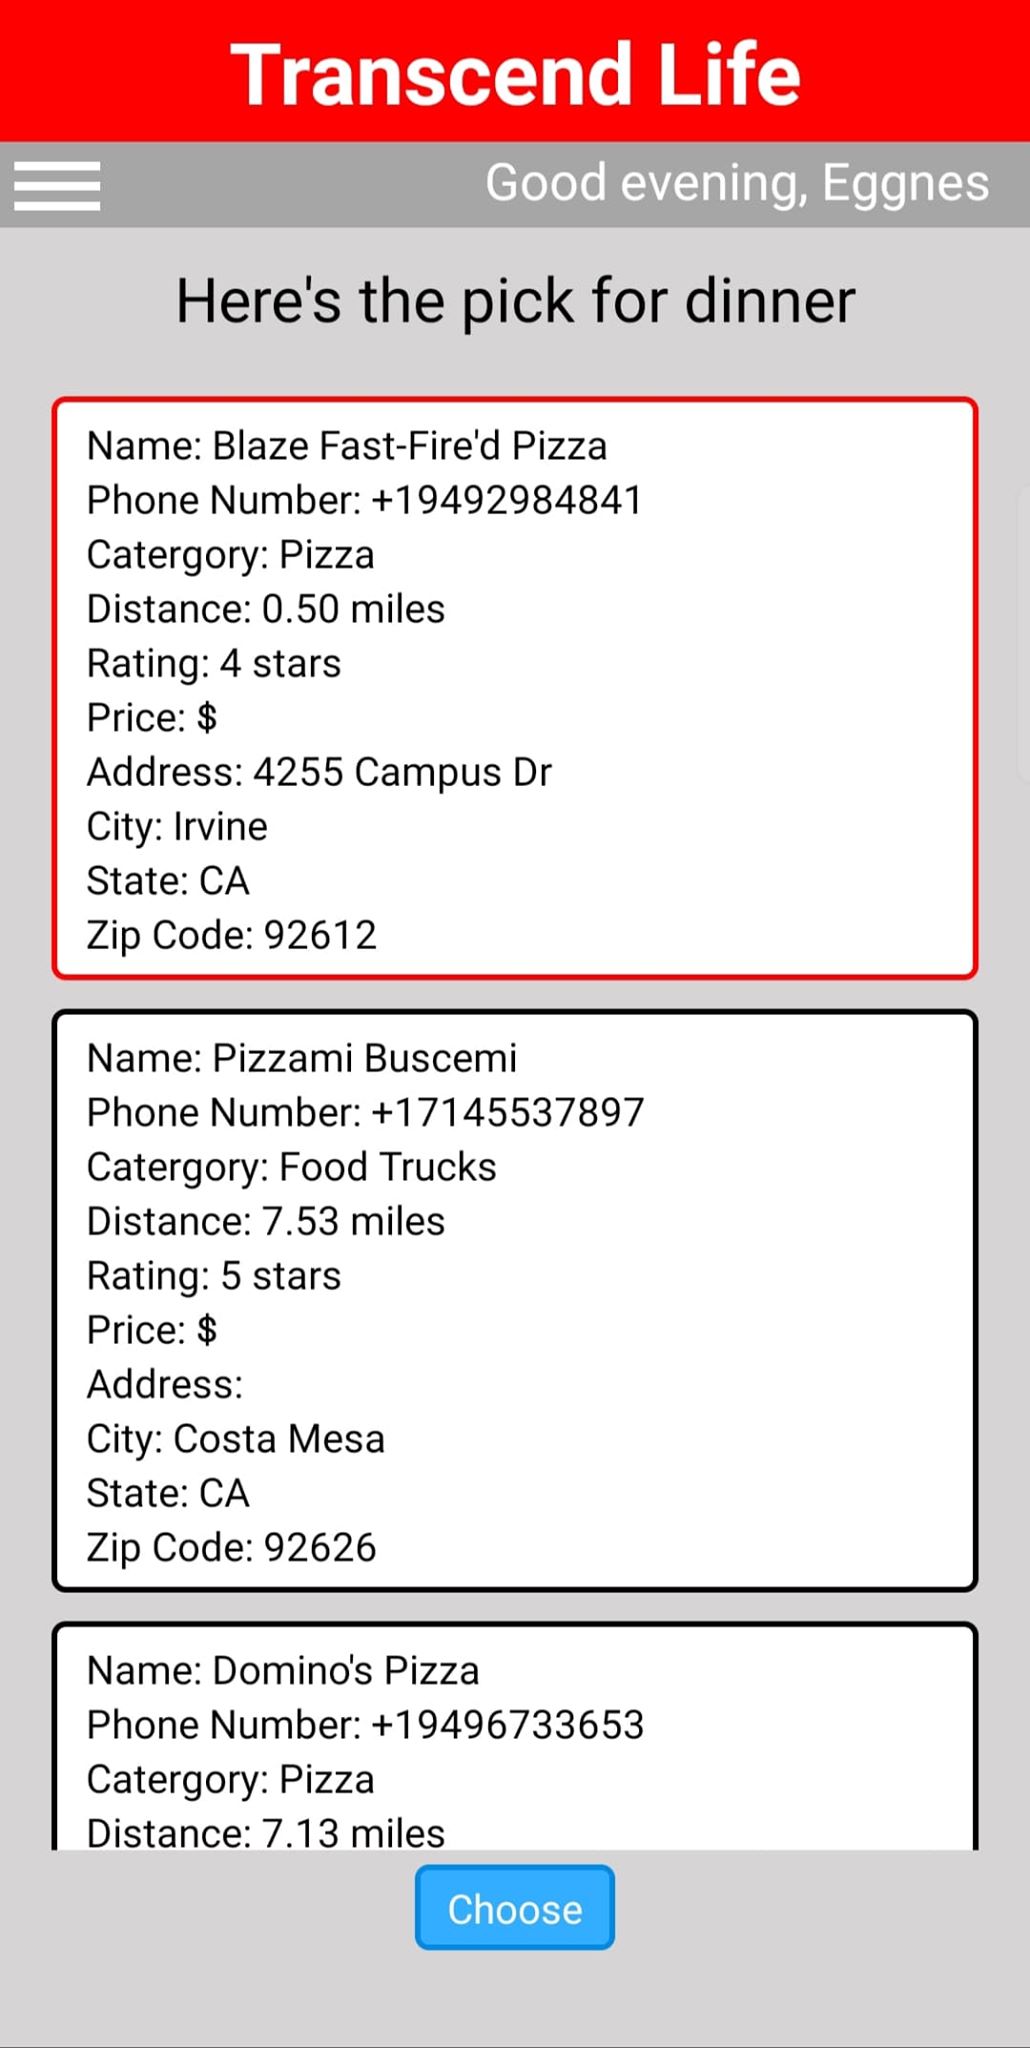 Transcend Life
Good evening, Eggnes
Here's the pick for dinner
Name: Blaze Fast-Fire'd Pizza
Phone Number: +19492984841
Catergory: Pizza
Distance: 0.50 miles
Rating: 4 stars
Price: $
Address: 4255 Campus Dr
City: Irvine
State: CA
Zip Code: 92612
Name: Pizzami Buscemi
Phone Number: +17145537897
Catergory: Food Trucks
Distance: 7.53 miles
Rating: 5 stars
Price: $
Address:
City: Costa Mesa
State: CA
Zip Code: 92626
Name: Domino's Pizza
Phone Number: +19496733653
Catergory: Pizza
Distance: 7.13 miles
Choose